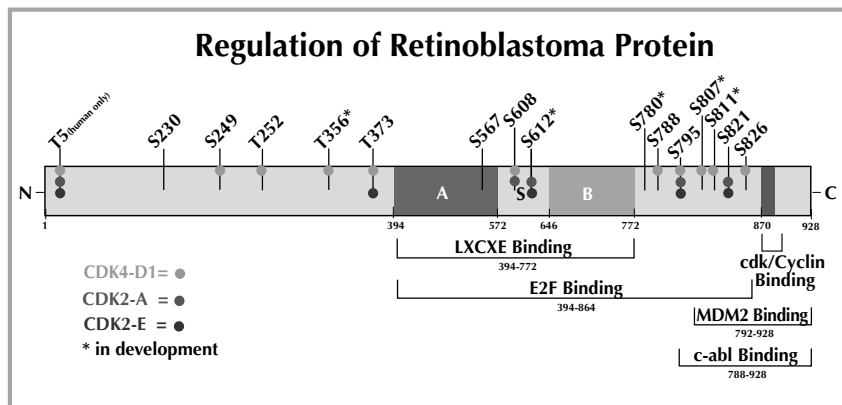 Regulation of Retinoblastoma Protein
T5(human only)
S230
S249
T252
T356*
T373
S567
S608
S612*
S780*
S788
S795
S807*
S811*
S821
S826
N
A
S
B
C
1
394
572
646
772
870
928
LXCXE Binding
394-772
cdk/Cyclin
Binding
E2F Binding
394-864
MDM2 Binding
792-928
c-abl Binding
788-928
CDK4-D1=
CDK2-A =
CDK2-E =
* in development